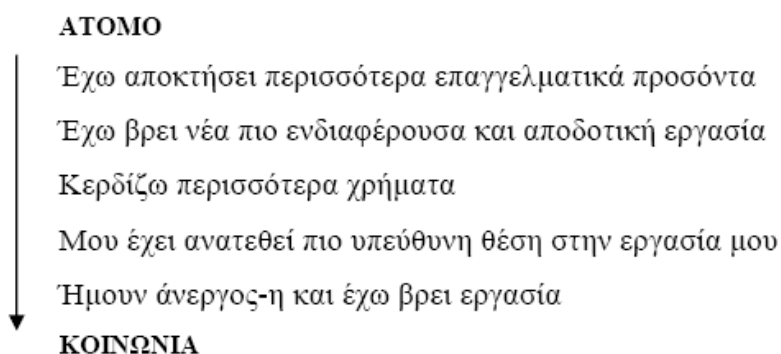 ΑΤΟΜΟ
Έχω αποκτήσει περισσότερα επαγγελματικά προσόντα
Έχω βρει νέα πιο ενδιαφέρουσα και αποδοτική εργασία
Κερδίζω περισσότερα χρήματα
Μου έχει ανατεθεί πιο υπεύθυνη θέση στην εργασία μου
Ήμουν άνεργος-η και έχω βρει εργασία
ΚΟΙΝΩΝΙΑ